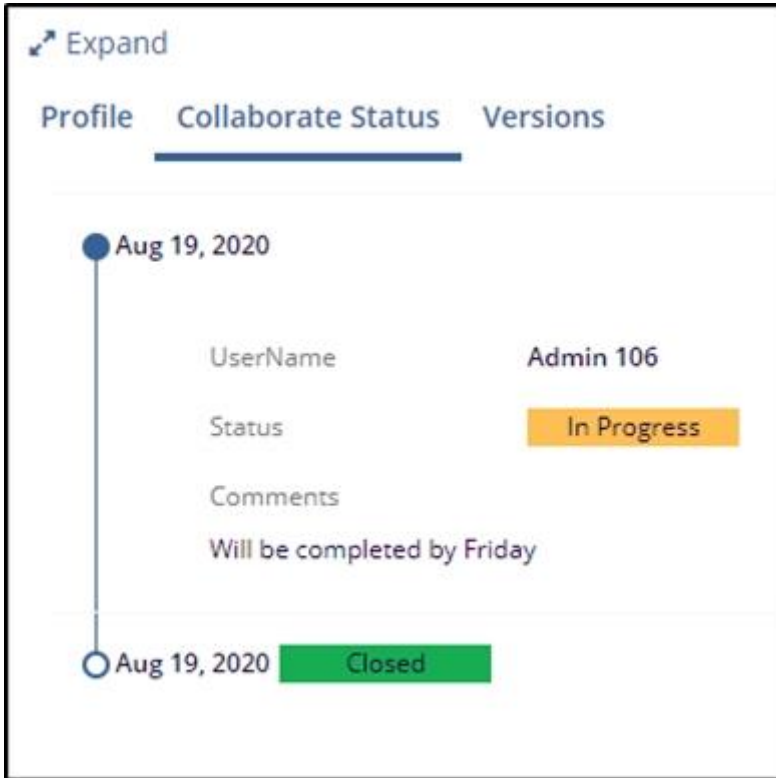 Expand
Profile Collaborate Status Versions
Aug 19, 2020
UserName Admin 106
Status In Progress
Comments
Will be completed by Friday
Aug 19, 2020 Closed